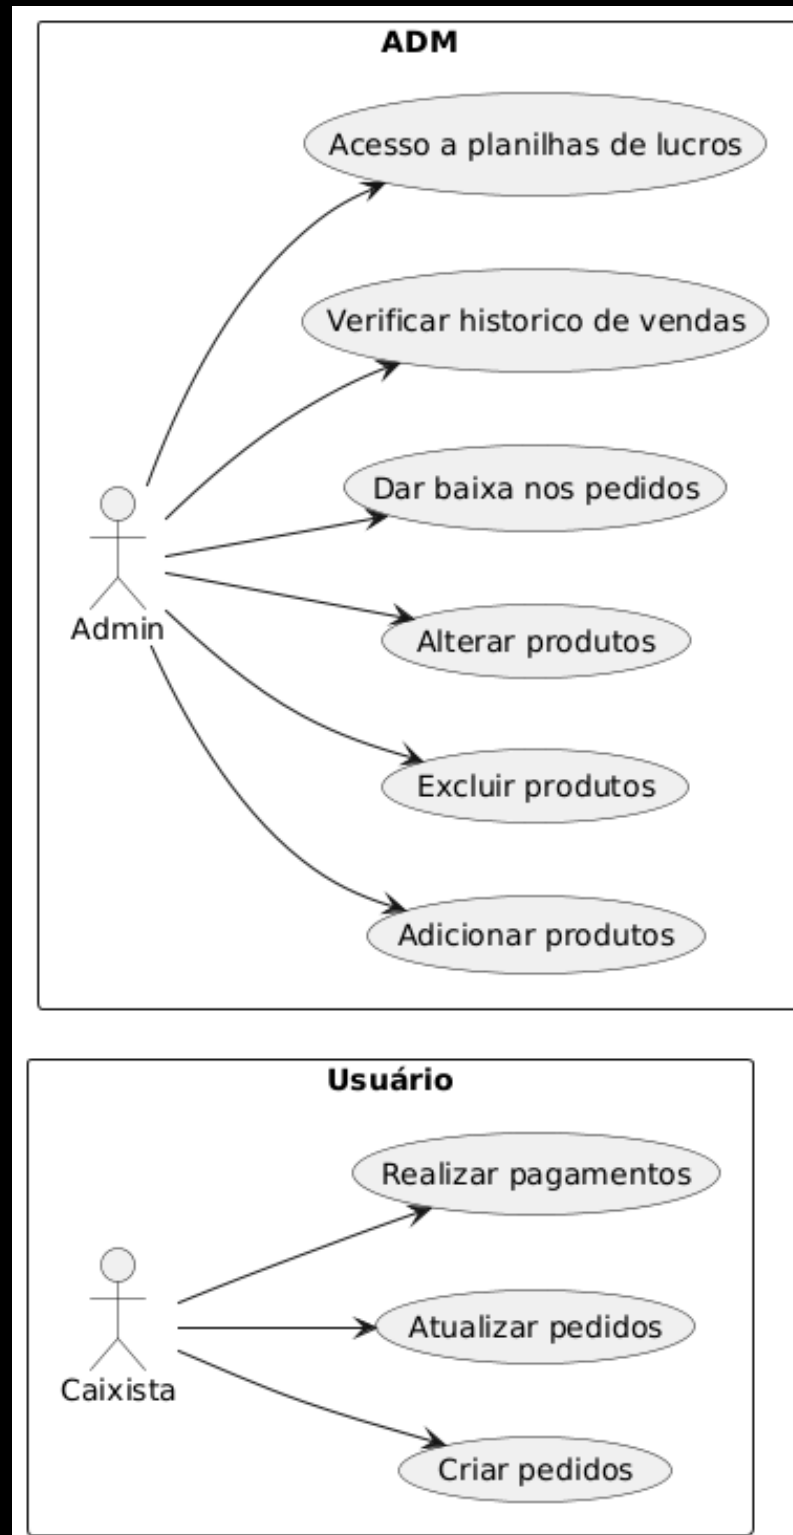 ADM
Acesso a planilhas de lucros
Verificar historico de vendas
Dar baixa nos pedidos
Admin
Alterar produtos
Excluir produtos
Adicionar produtos
Usuário
Realizar pagamentos
Atualizar pedidos
Caixista
Criar pedidos